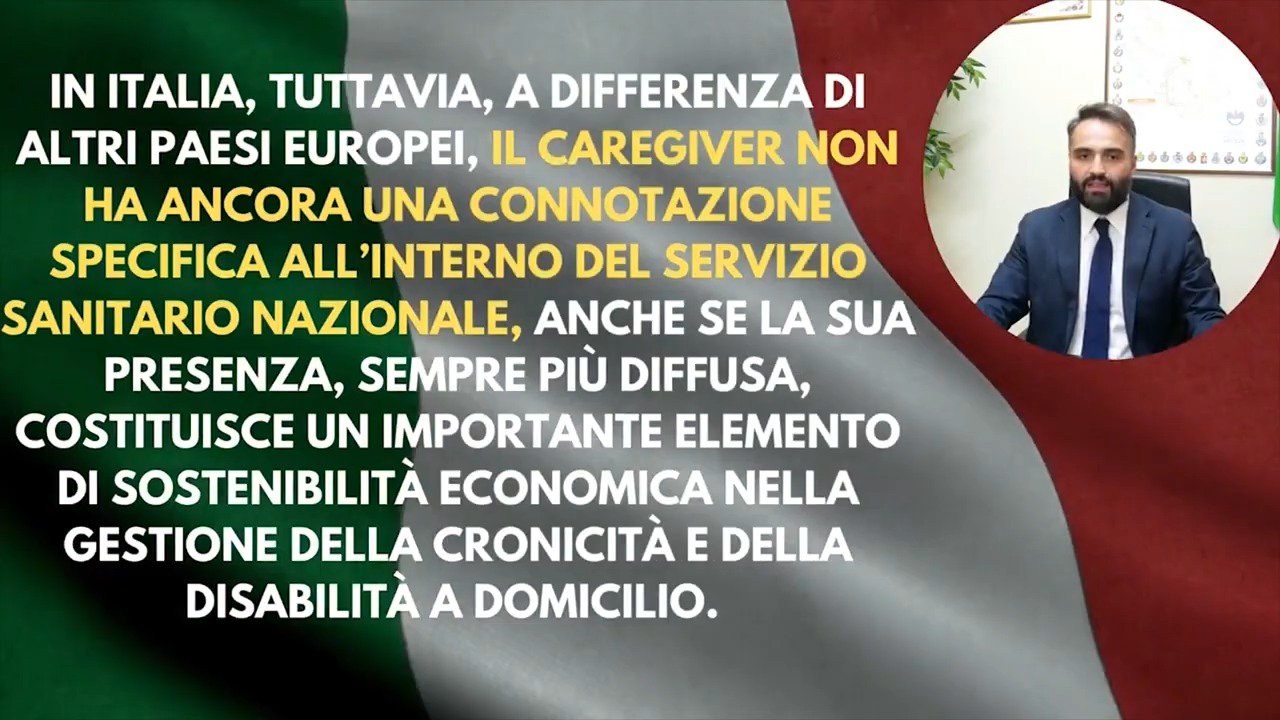 IN ITALIA, TUTTAVIA, A DIFFERENZA DI
ALTRI PAESI EUROPEI, IL CAREGIVER NON
HA ANCORA UNA CONNOTAZIONE
SPECIFICA ALL’INTERNO DEL SERVIZIO
SANITARIO NAZIONALE, ANCHE SE LA SUA
PRESENZA, SEMPRE PIÙ DIFFUSA,
COSTITUISCE UN IMPORTANTE ELEMENTO
DI SOSTENIBILITÀ ECONOMICA NELLA
GESTIONE DELLA CRONICITÀ E DELLA
DISABILITÀ A DOMICILIO.